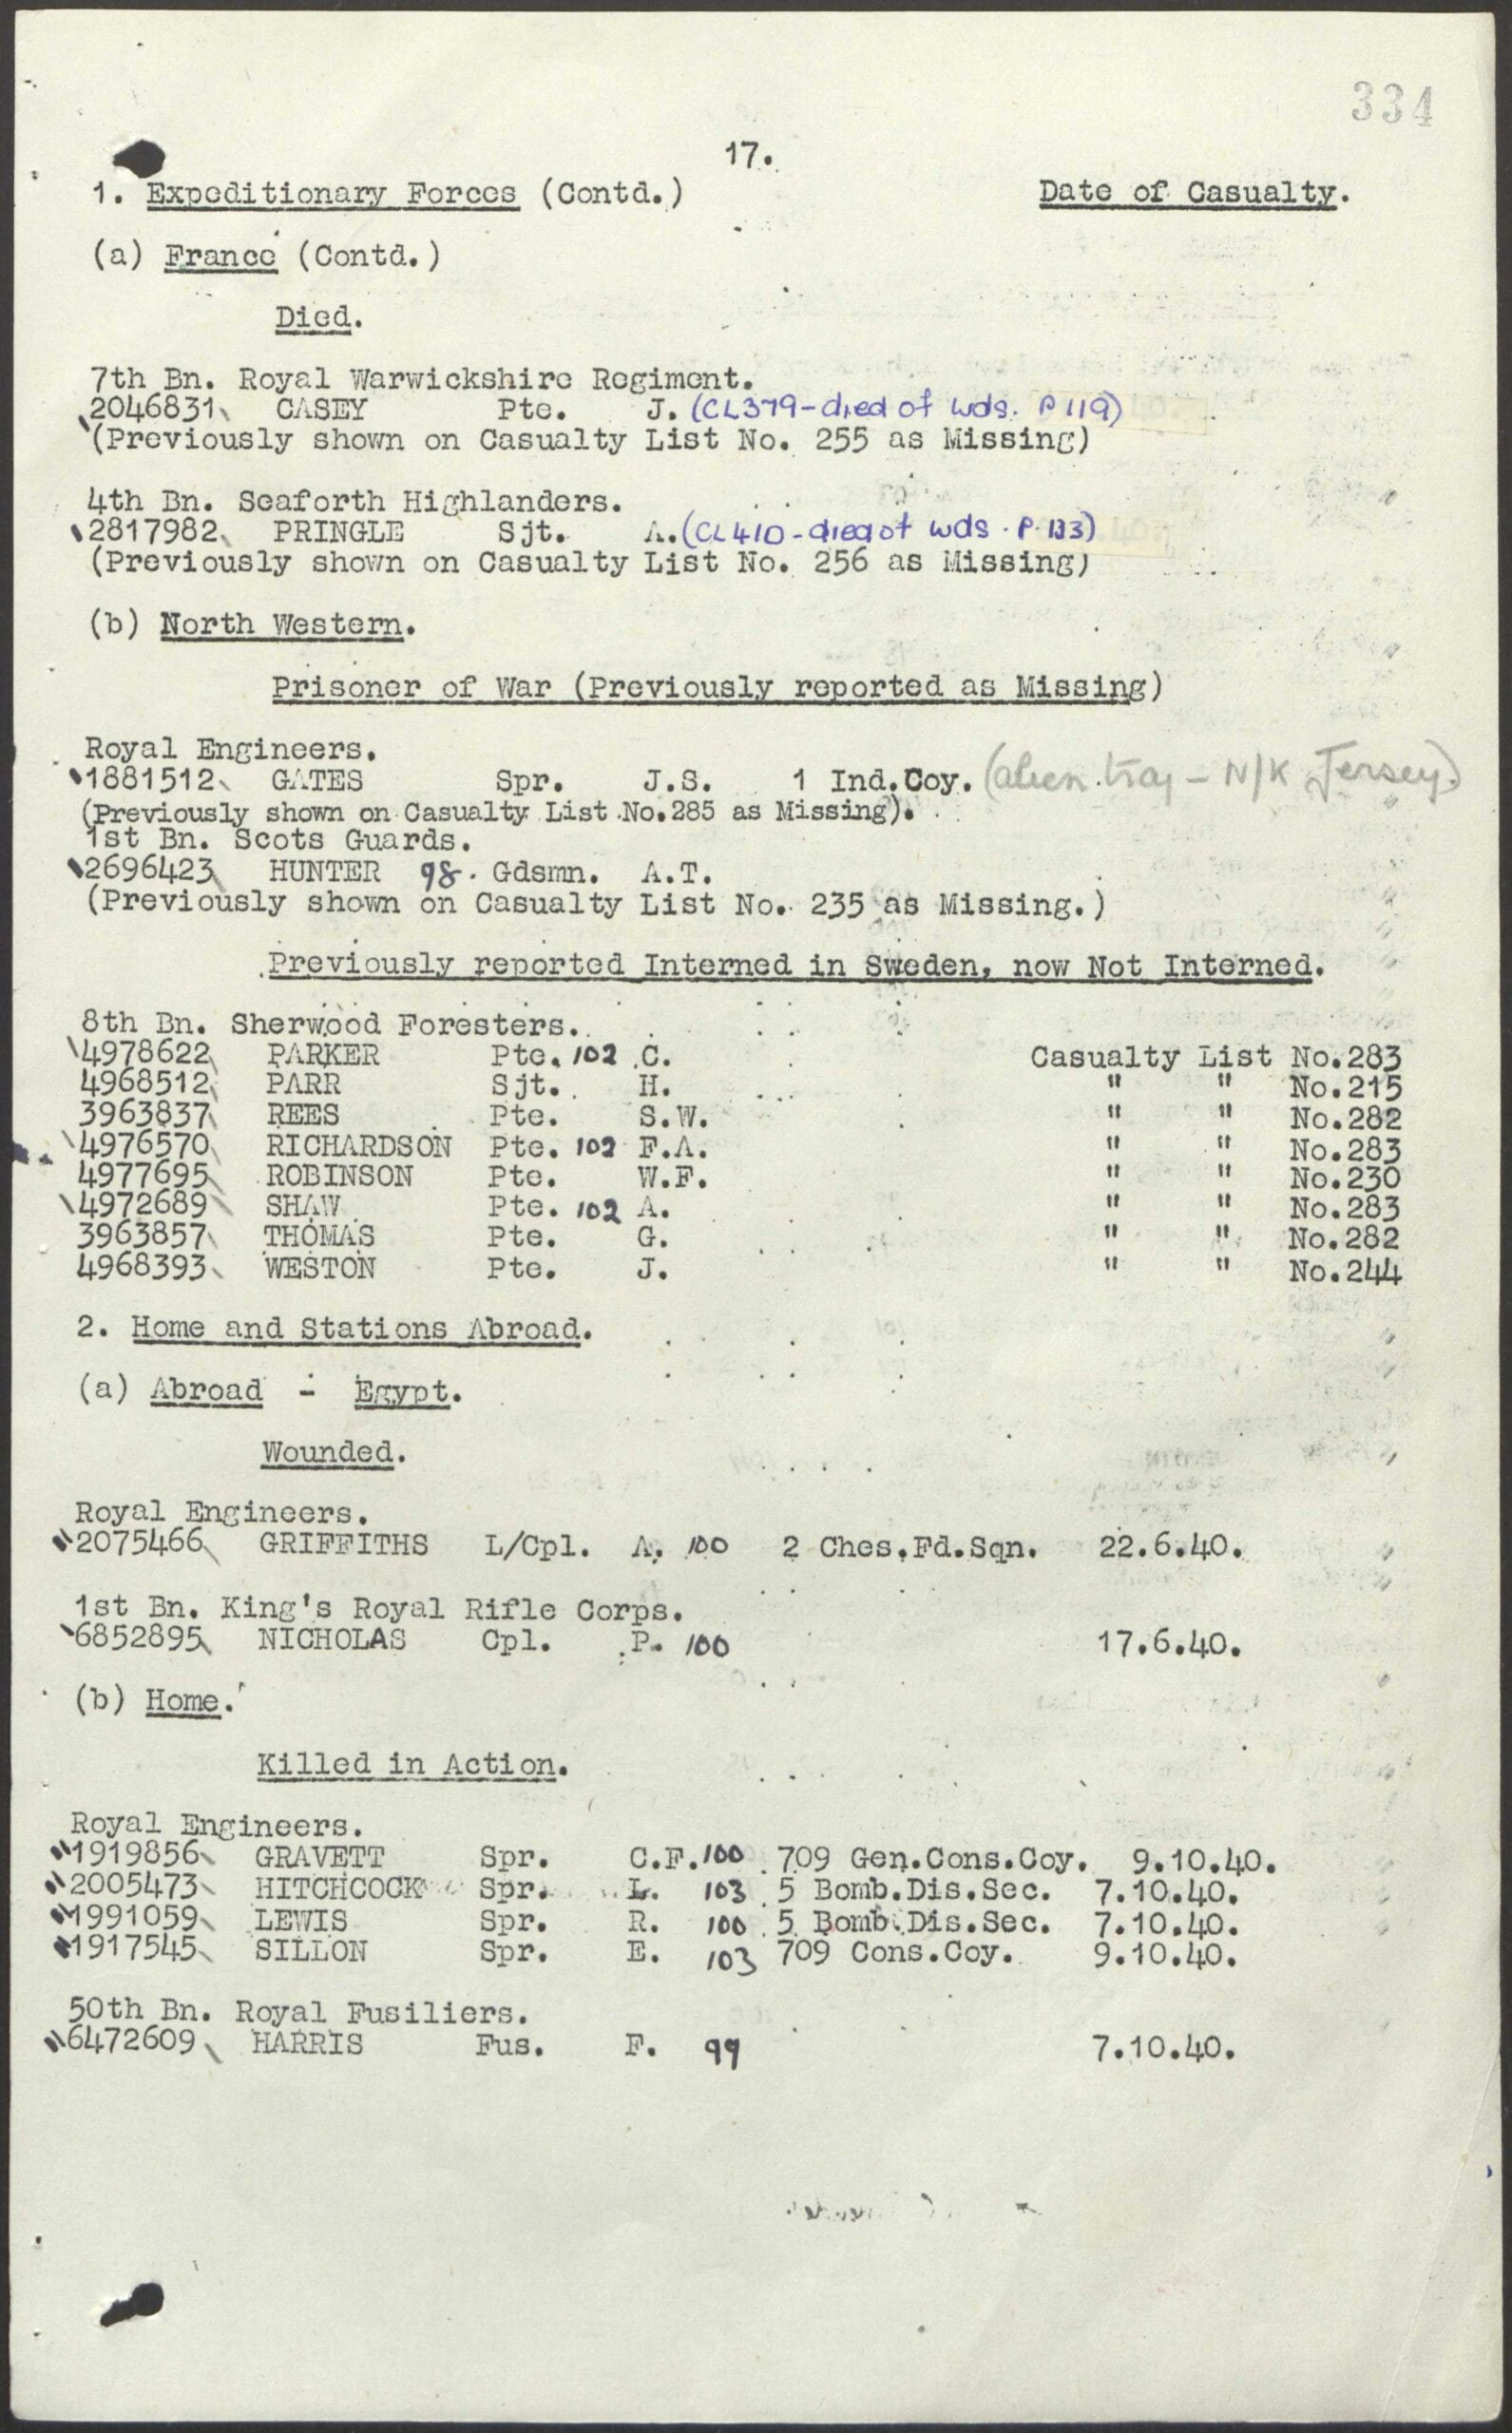 334
17.
1. Expeditionary Forces (Contd.) Date of Casualty.
(a) France (Contd.)
Died.
7th Bn. Royal Warwickshire Regiment.
2046831 CASEY Pte. J. (CL379-died of wds. P 119)
(Previously shown on Casualty List No. 255 as Missing)
4th Bn. Seaforth Highlanders.
2817982 PRINGLE Sjt. A. (CL410-died of wds. P. 133)
(Previously shown on Casualty List No. 256 as Missing)
(b) North Western.
Prisoner of War (Previously reported as Missing)
Royal Engineers.
1881512 GATES Spr. J.S. 1 Ind.Coy. ( - N/K Jersey)
(Previously shown on Casualty List No.285 as Missing).
1st Bn. Scots Guards.
2696423 HUNTER 98. Gdsmn. A.T.
(Previously shown on Casualty List No. 235 as Missing.)
Previously reported Interned in Sweden, now Not Interned.
8th Bn. Sherwood Foresters.
4978622 PARKER Pte. 102 C. Casualty List No.283
4968512 PARR Sjt. H. " " No.215
3963837 REES Pte. S.W. " " No.282
4976570 RICHARDSON Pte. 102 F.A. " " No.283
4977695 ROBINSON Pte. W.F. " " No.230
4972689 SHAW Pte. 102 A. " " No.283
3963857 THOMAS Pte. G. " " No.282
4968393 WESTON Pte. J. " " No.244
2. Home and Stations Abroad.
(a) Abroad - Egypt.
Wounded.
Royal Engineers.
2075466 GRIFFITHS L/Cpl. A. 100 2 Ches.Fd.Sqn. 22.6.40.
1st Bn. King's Royal Rifle Corps.
6852895 NICHOLAS Cpl. P. 100 17.6.40.
(b) Home.
Killed in Action.
Royal Engineers.
1919856 GRAVETT Spr. C.F. 100 709 Gen.Cons.Coy. 9.10.40.
2005473 HITCHCOCK Spr. L. 103 5 Bomb.Dis.Sec. 7.10.40.
1991059 LEWIS Spr. R. 100 5 Bomb.Dis.Sec. 7.10.40.
1917545 SILLON Spr. E. 103 709 Cons.Coy. 9.10.40.
50th Bn. Royal Fusiliers.
6472609 HARRIS Fus. F. 99 7.10.40.